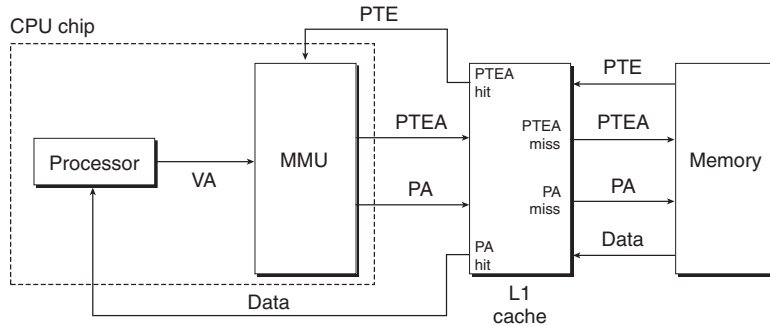 CPU chip
PTE
PTEA
hit
PTE
PTEA
PTEA
miss
PTEA
Processor
VA
MMU
Memory
PA
PA
miss
PA
PA
hit
Data
Data
L1
cache